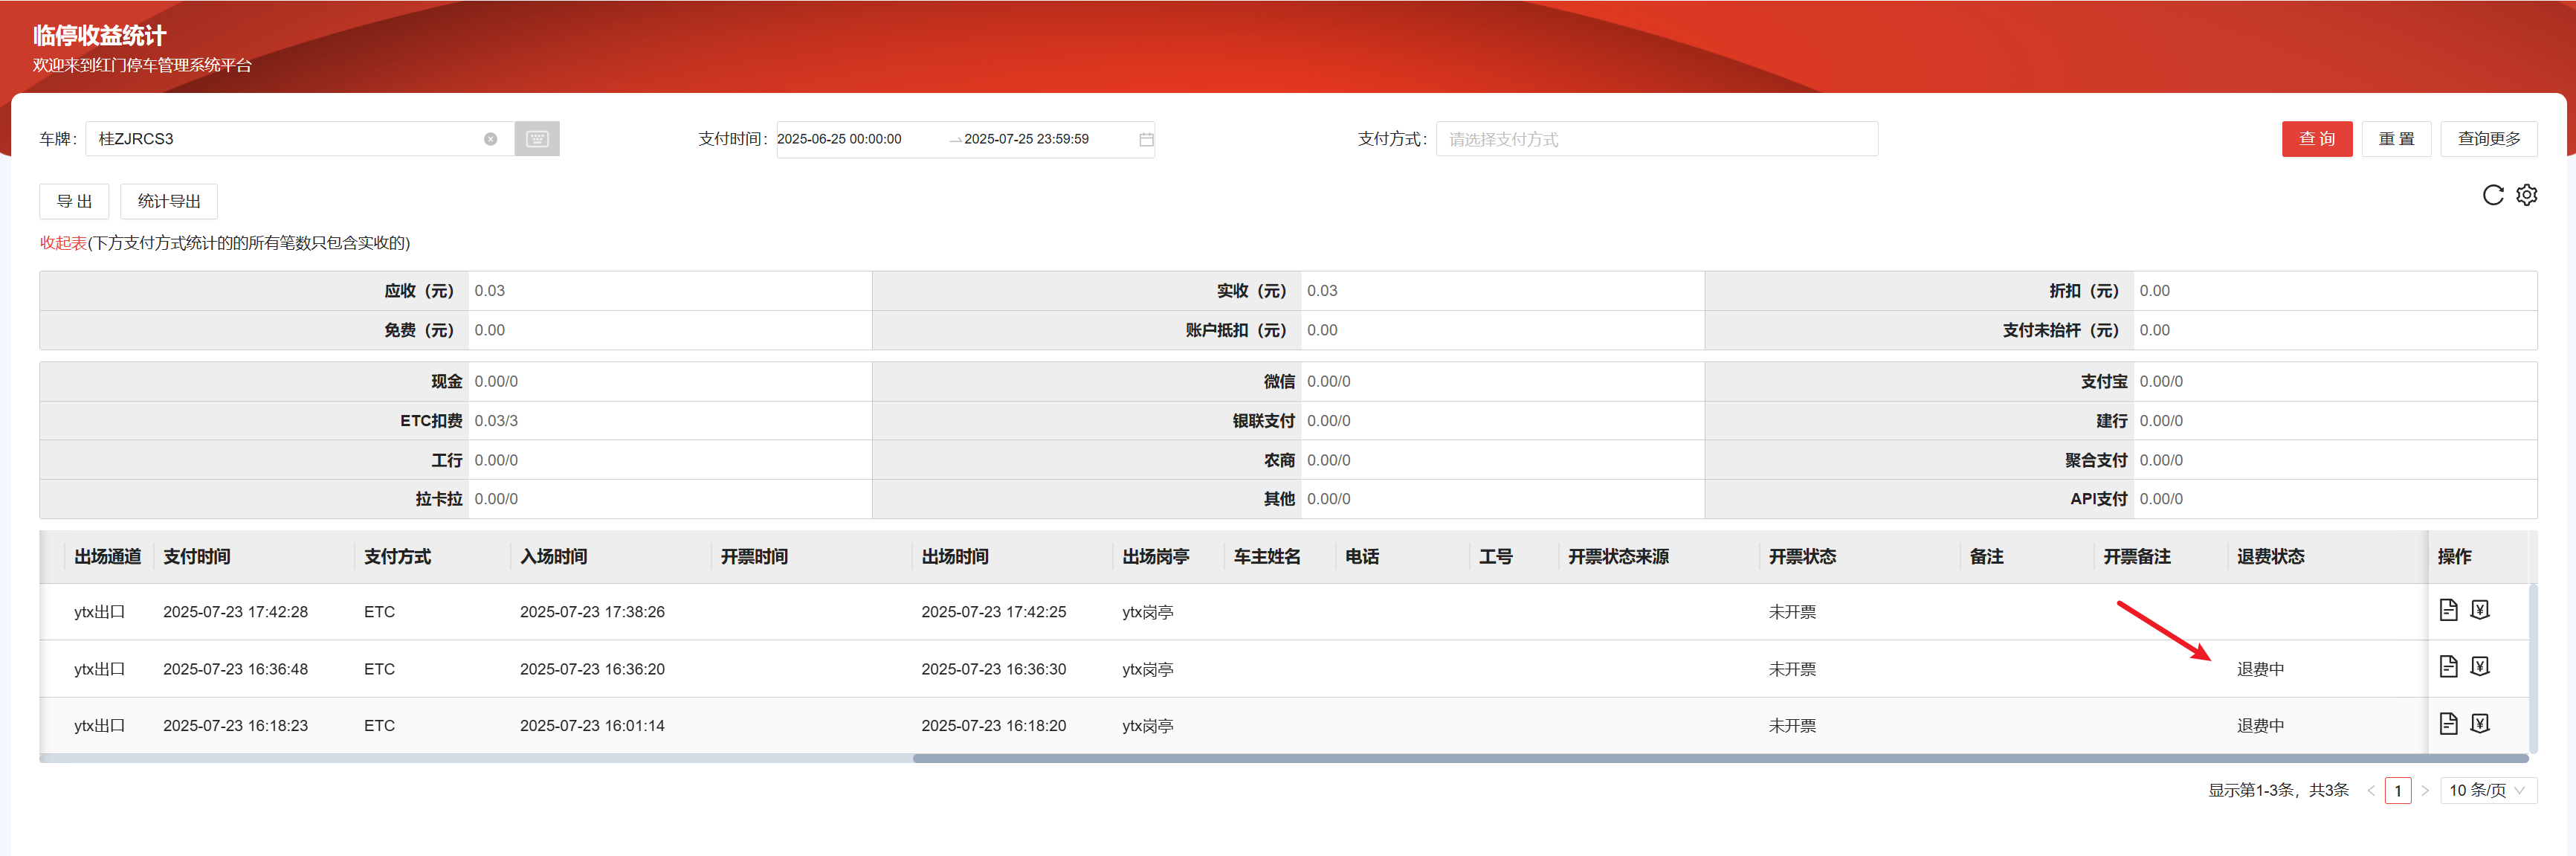 临停收益统计
欢迎来到红门停车管理系统平台
车牌： 桂ZJRCS3 支付时间： 2025-06-25 00:00:00 2025-07-25 23:59:59 支付方式： 请选择支付方式 查 询 重 置 查询更多
导 出 统计导出
收起表(下方支付方式统计的的所有笔数只包含实收的)
应收（元） 0.03 实收（元） 0.03 折扣（元） 0.00
免费（元） 0.00 账户抵扣（元） 0.00 支付未抬杆（元） 0.00
现金 0.00/0 微信 0.00/0 支付宝 0.00/0
ETC扣费 0.03/3 银联支付 0.00/0 建行 0.00/0
工行 0.00/0 农商 0.00/0 聚合支付 0.00/0
拉卡拉 0.00/0 其他 0.00/0 API支付 0.00/0
出场通道 支付时间 支付方式 入场时间 开票时间 出场时间 出场岗亭 车主姓名 电话 工号 开票状态来源 开票状态 备注 开票备注 退费状态 操作
ytx出口 2025-07-23 17:42:28 ETC 2025-07-23 17:38:26 2025-07-23 17:42:25 ytx岗亭 未开票
ytx出口 2025-07-23 16:36:48 ETC 2025-07-23 16:36:20 2025-07-23 16:36:30 ytx岗亭 未开票 退费中
ytx出口 2025-07-23 16:18:23 ETC 2025-07-23 16:01:14 2025-07-23 16:18:20 ytx岗亭 未开票 退费中
显示第1-3条，共3条 1 10 条/页